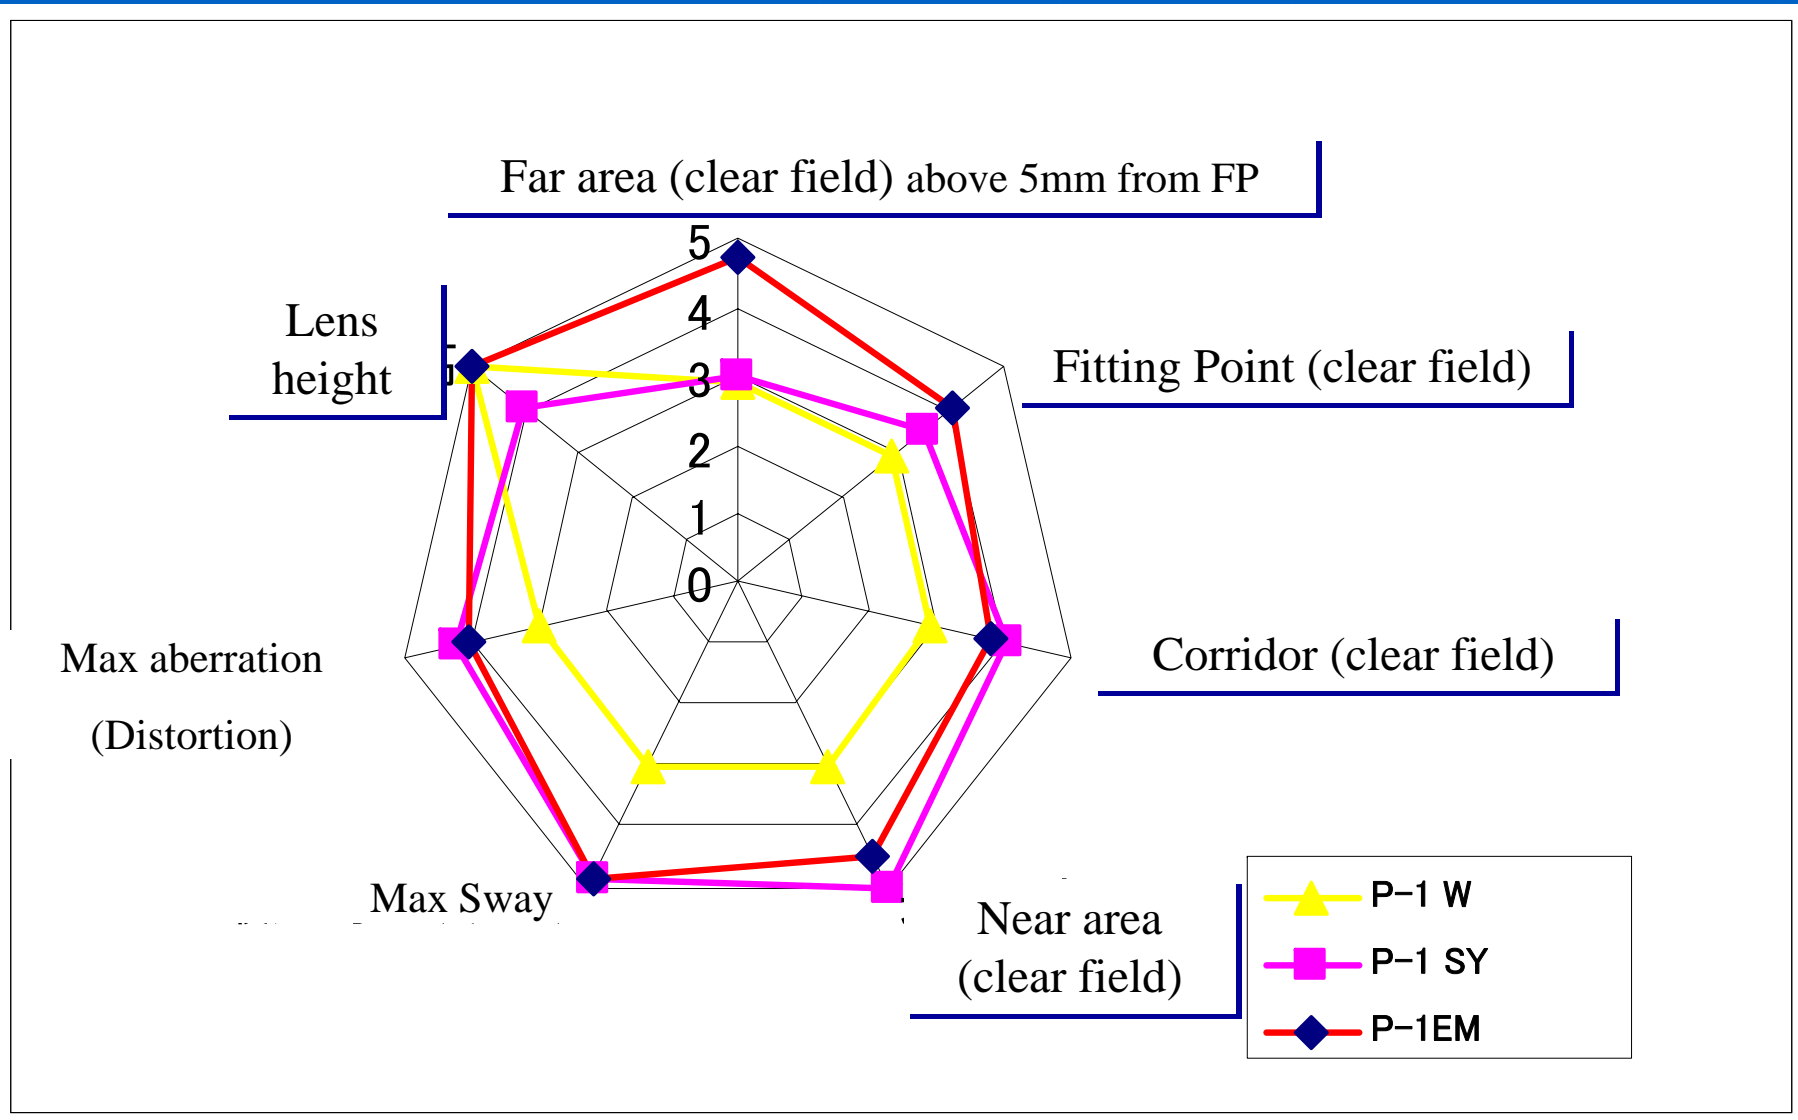 Far area (clear field) above 5mm from FP
5
4
3
2
1
0
Lens
height
Fitting Point (clear field)
Corridor (clear field)
Max aberration
(Distortion)
Max Sway
Near area
(clear field)
P-1 W
P-1 SY
P-1EM